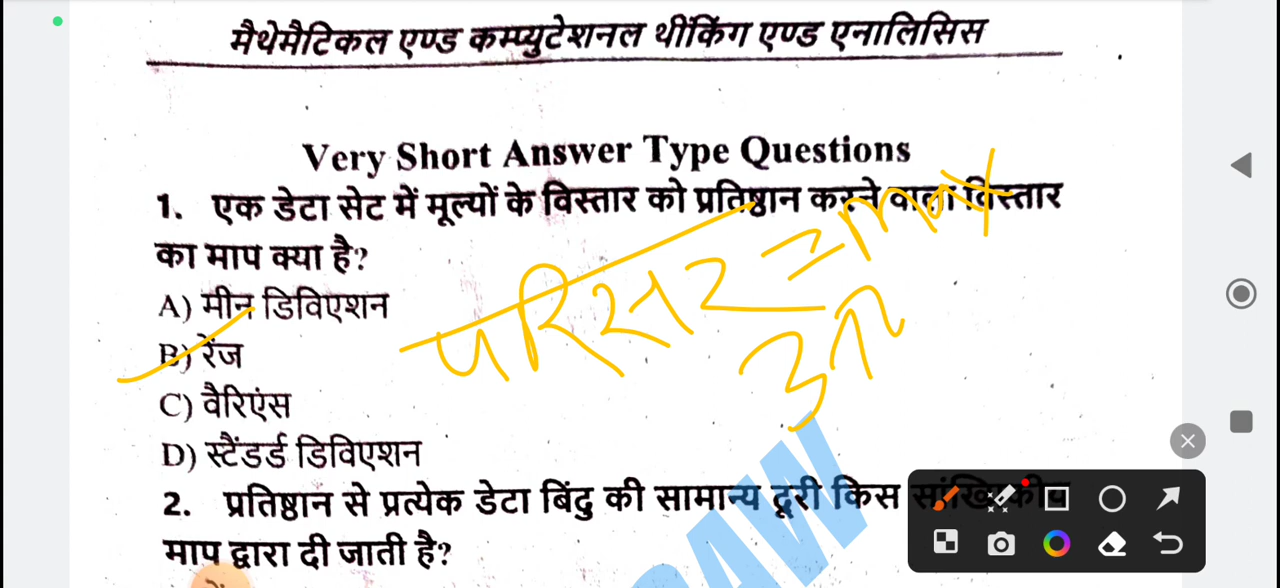 मैथेमैटिकल एण्ड कम्प्युटेशनल थींकिंग एण्ड एनालिसिस
Very Short Answer Type Questions
1. एक डेटा सेट में मूल्यों के विस्तार को प्रतिष्ठान करने वाला विस्तार
का माप क्या है?
A) मीन डिविएशन
B) रेंज
C) वैरिएंस
D) स्टैंडर्ड डिविएशन
परिसर = max
2. प्रतिष्ठान से प्रत्येक डेटा बिंदु की सामान्य दूरी किस सांख्यिकीय
माप द्वारा दी जाती है?